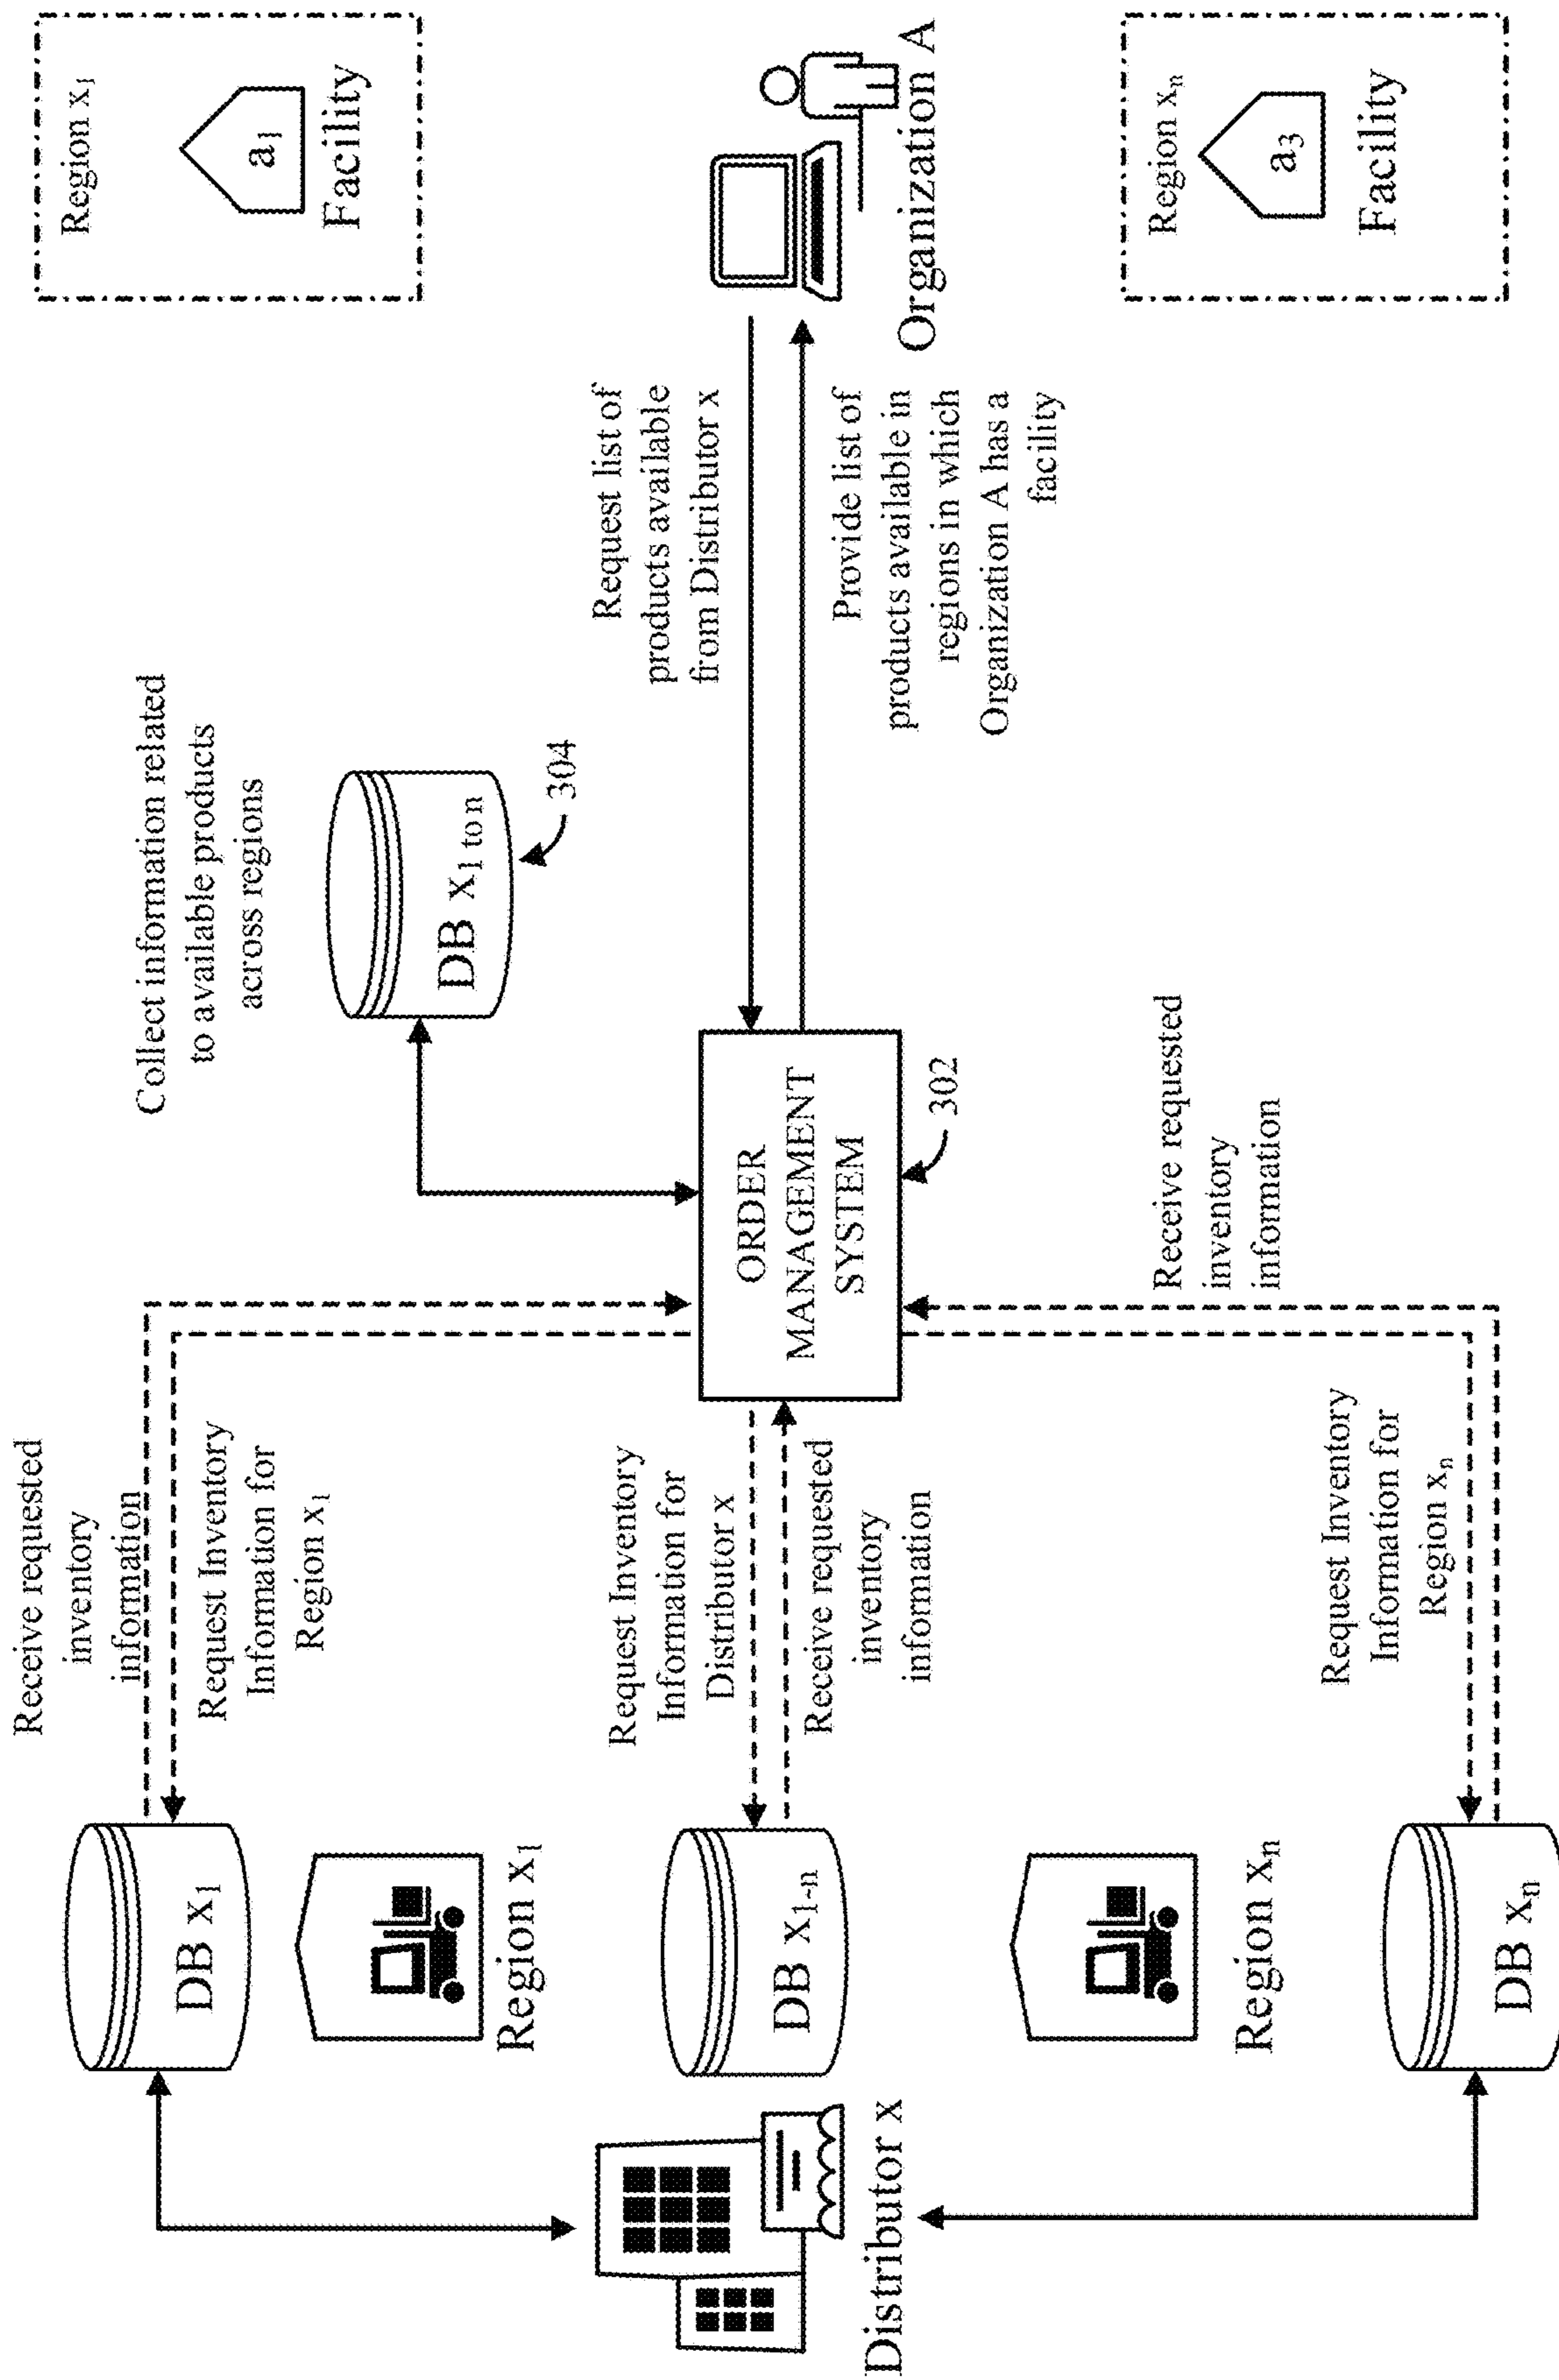 Receive requested
inventory
information
Request Inventory
Information for
Region x₁
DB x₁
Region x₁
Collect information related
to available products
across regions
DB x₁ to n
304
Region x₁
a₁
Facility
Distributor x
DB x₁₋ₙ
Request Inventory
Information for
Distributor x
Receive requested
inventory
information
ORDER
MANAGEMENT
SYSTEM
302
Request list of
products available
from Distributor x
Provide list of
products available in
regions in which
Organization A has a
facility
Organization A
Region xₙ
DB xₙ
Request Inventory
Information for
Region xₙ
Receive requested
inventory
information
Region xₙ
a₃
Facility